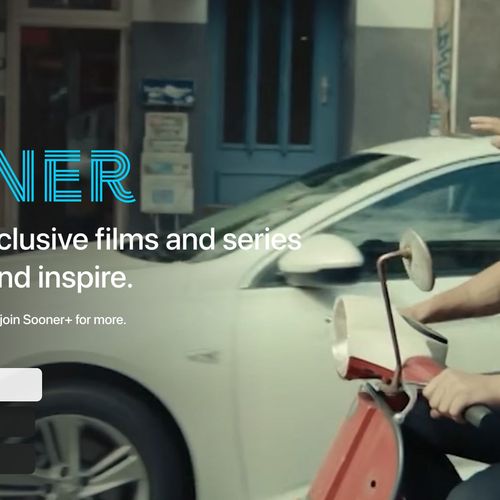 NER
clusive films and series
nd inspire.
join Sooner+ for more.